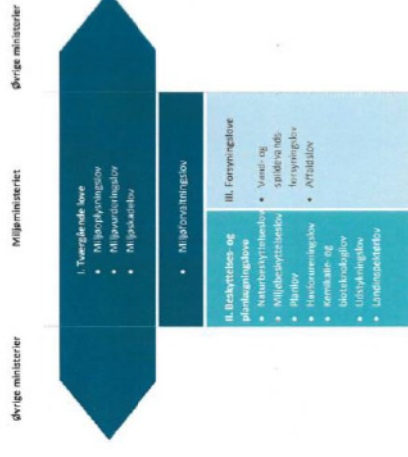 Øvrige ministerier
Miljøministeriet
Øvrige ministerier
I. Tværgående love
• Miljøoplysningslov
• Miljøvurderingslov
• Miljøskadelov
• Miljøforvaltningslov
II. Beskyttelses- og
planlægningslove
• Naturbeskyttelseslov
• Miljøbeskyttelseslov
• Planlov
• Havforureningslov
• Kemikalie- og
bioteknologilov
• Udstykningslov
• Landinspektørlov
III. Forsyningslove
• Vand- og
spildevands-
forsyningslov
• Affaldslov